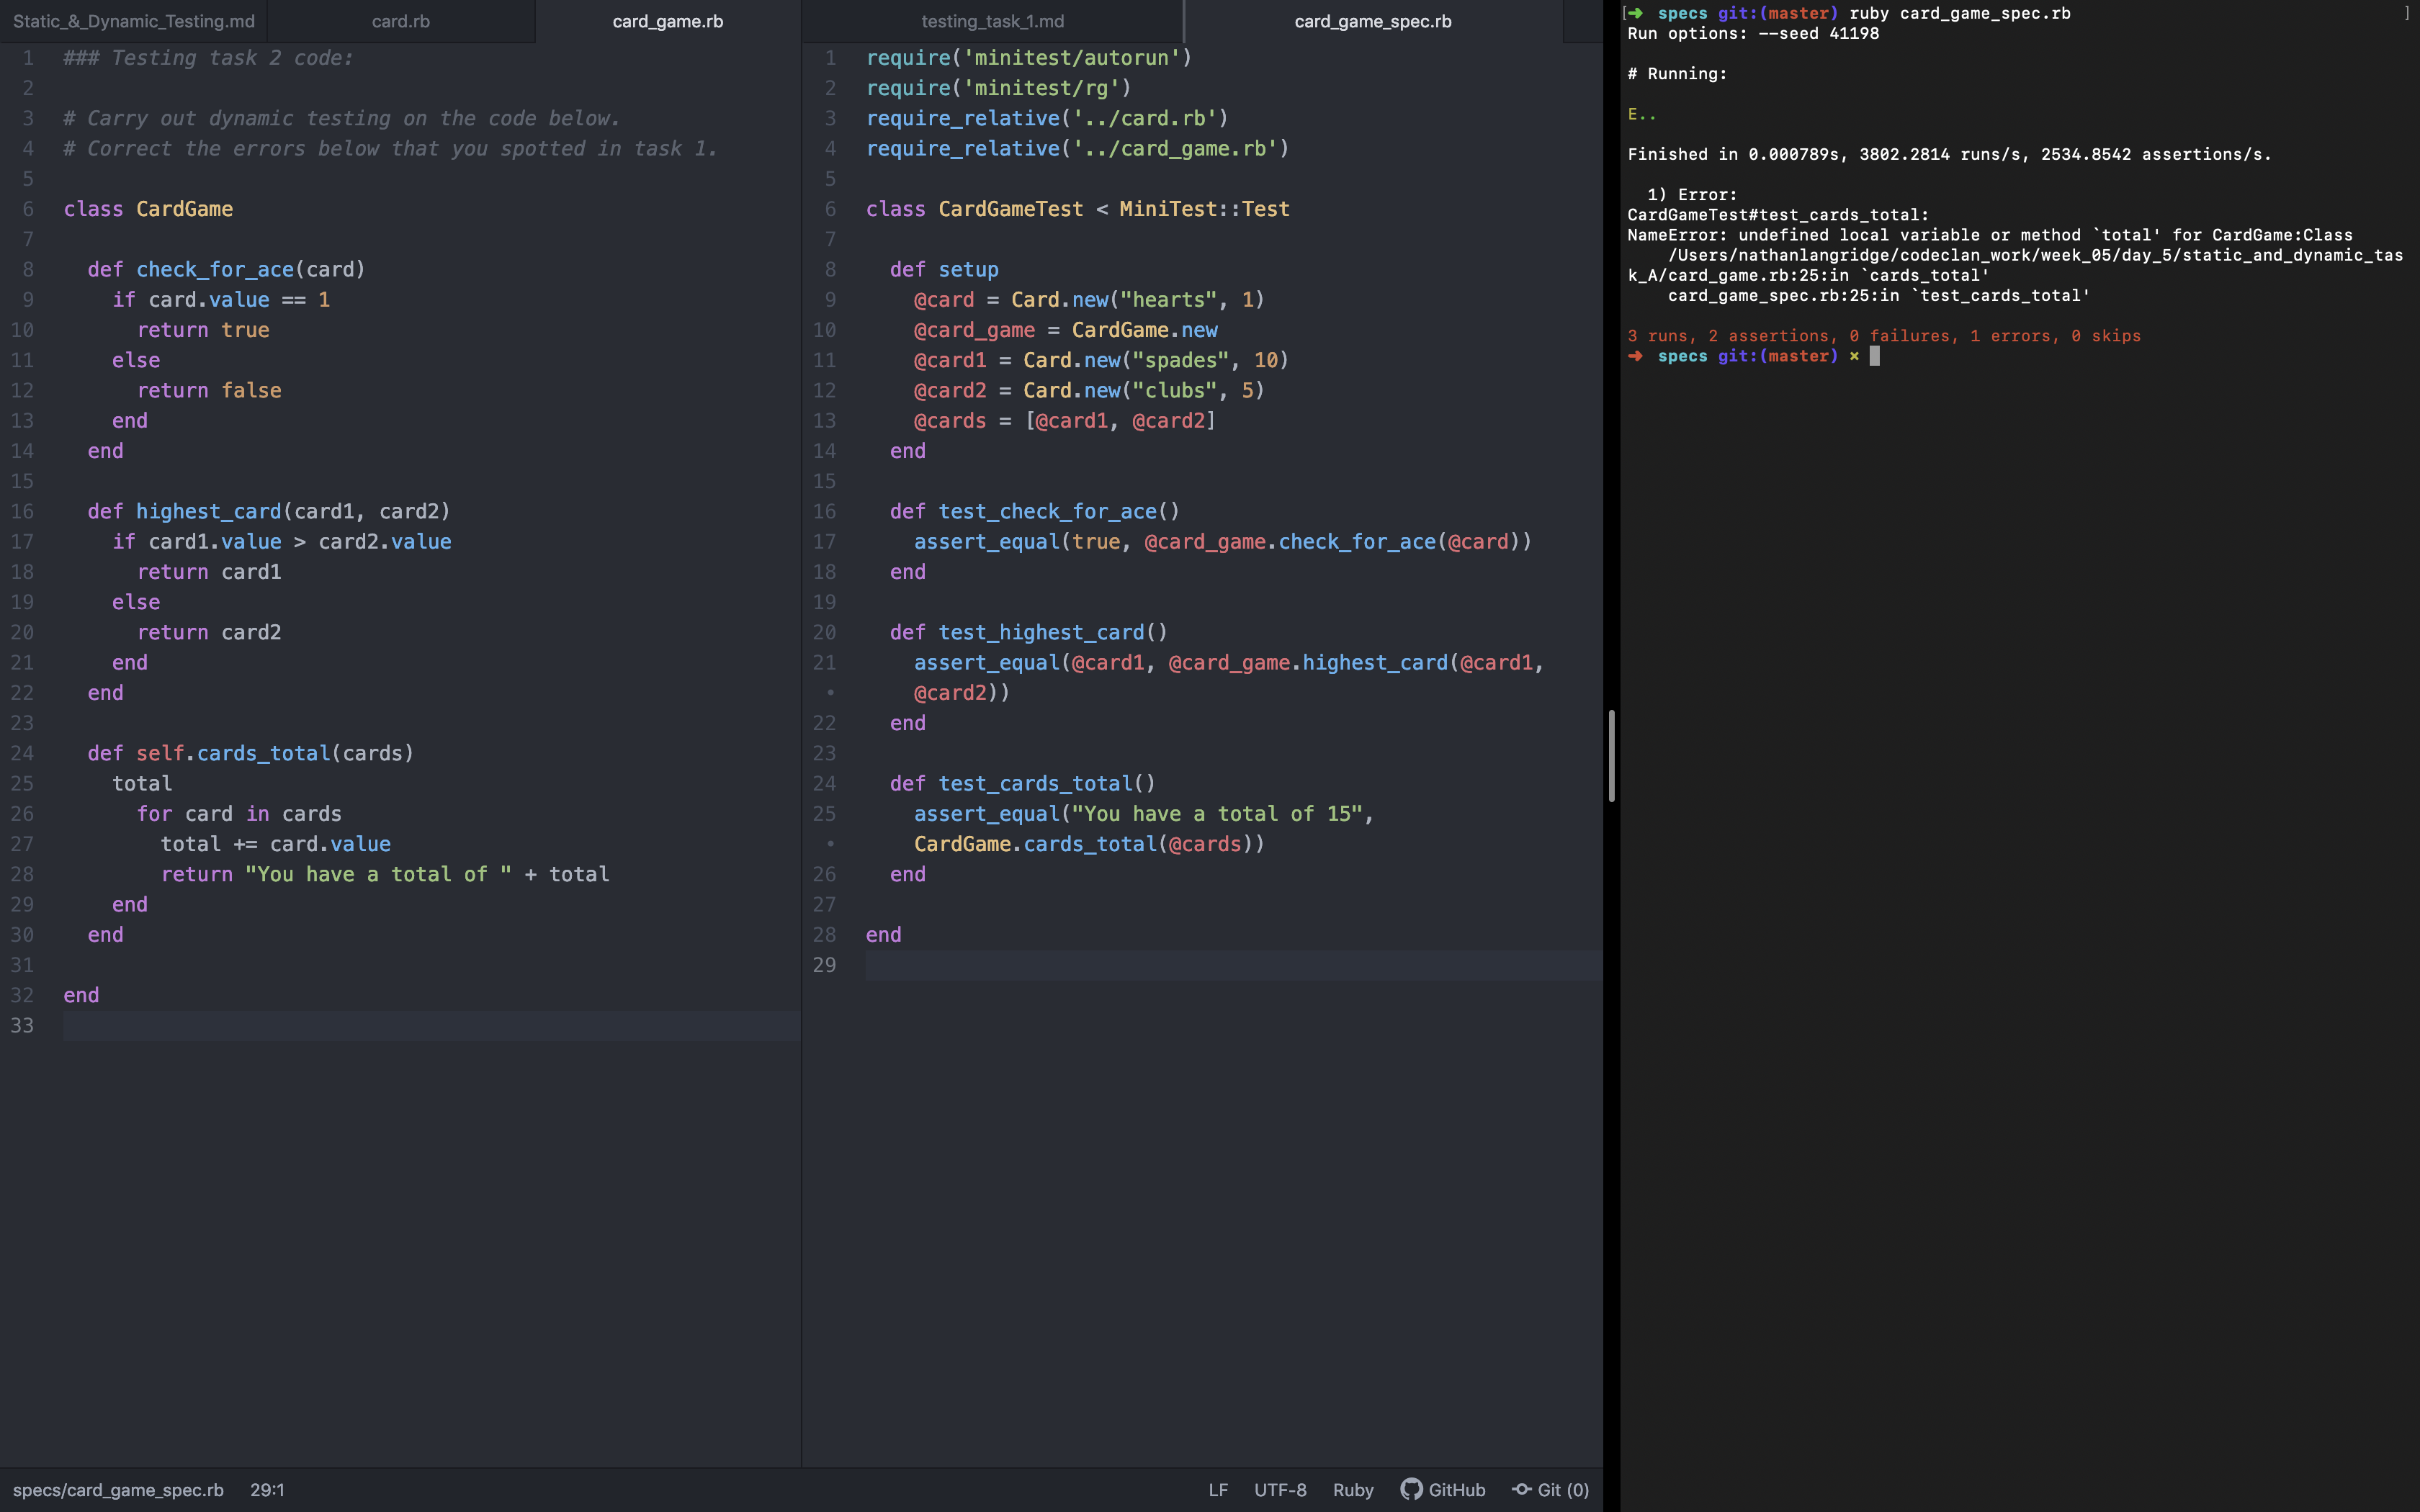 Static_&_Dynamic_Testing.md card.rb card_game.rb
1 ### Testing task 2 code:
2
3 # Carry out dynamic testing on the code below.
4 # Correct the errors below that you spotted in task 1.
5
6 class CardGame
7
8 def check_for_ace(card)
9 if card.value == 1
10 return true
11 else
12 return false
13 end
14 end
15
16 def highest_card(card1, card2)
17 if card1.value > card2.value
18 return card1
19 else
20 return card2
21 end
22 end
23
24 def self.cards_total(cards)
25 total
26 for card in cards
27 total += card.value
28 return "You have a total of " + total
29 end
30 end
31
32 end
33
testing_task_1.md card_game_spec.rb
1 require('minitest/autorun')
2 require('minitest/rg')
3 require_relative('../card.rb')
4 require_relative('../card_game.rb')
5
6 class CardGameTest < MiniTest::Test
7
8 def setup
9 @card = Card.new("hearts", 1)
10 @card_game = CardGame.new
11 @card1 = Card.new("spades", 10)
12 @card2 = Card.new("clubs", 5)
13 @cards = [@card1, @card2]
14 end
15
16 def test_check_for_ace()
17 assert_equal(true, @card_game.check_for_ace(@card))
18 end
19
20 def test_highest_card()
21 assert_equal(@card1, @card_game.highest_card(@card1,
• @card2))
22 end
23
24 def test_cards_total()
25 assert_equal("You have a total of 15",
• CardGame.cards_total(@cards))
26 end
27
28 end
29
specs/card_game_spec.rb 29:1 LF UTF-8 Ruby GitHub Git (0)
[➜ specs git:(master) ruby card_game_spec.rb ]
Run options: --seed 41198
# Running:
E..
Finished in 0.000789s, 3802.2814 runs/s, 2534.8542 assertions/s.
1) Error:
CardGameTest#test_cards_total:
NameError: undefined local variable or method `total' for CardGame:Class
/Users/nathanlangridge/codeclan_work/week_05/day_5/static_and_dynamic_tas
k_A/card_game.rb:25:in `cards_total'
card_game_spec.rb:25:in `test_cards_total'
3 runs, 2 assertions, 0 failures, 1 errors, 0 skips
➜ specs git:(master) ✗